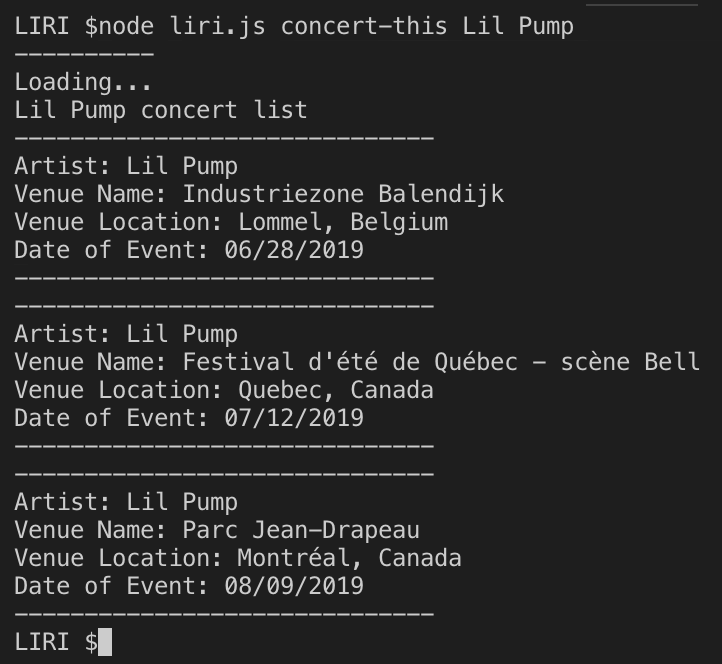 LIRI $node liri.js concert-this Lil Pump
----------
Loading...
Lil Pump concert list
------------------------------
Artist: Lil Pump
Venue Name: Industriezone Balendijk
Venue Location: Lommel, Belgium
Date of Event: 06/28/2019
------------------------------
------------------------------
Artist: Lil Pump
Venue Name: Festival d'été de Québec - scène Bell
Venue Location: Quebec, Canada
Date of Event: 07/12/2019
------------------------------
------------------------------
Artist: Lil Pump
Venue Name: Parc Jean-Drapeau
Venue Location: Montréal, Canada
Date of Event: 08/09/2019
------------------------------
LIRI $